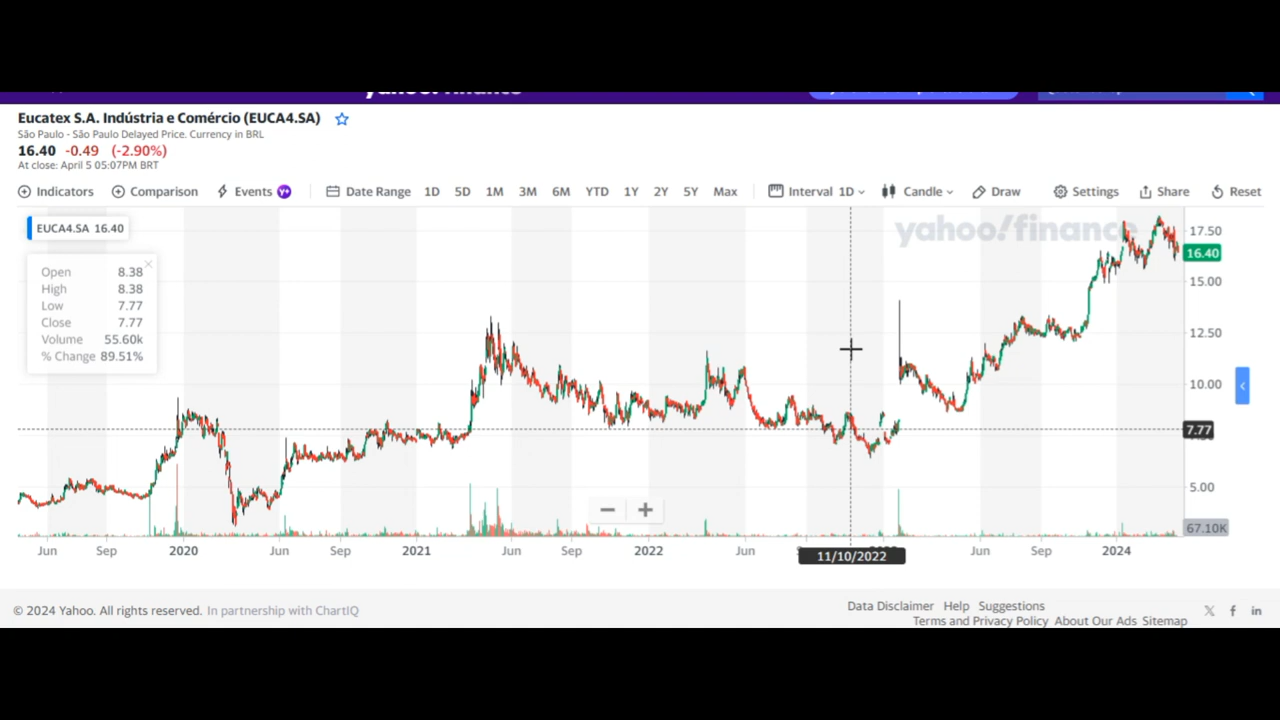 yahoo! finance
Eucatex S.A. Indústria e Comércio (EUCA4.SA)
São Paulo - São Paulo Delayed Price. Currency in BRL
16.40 -0.49 (-2.90%)
At close: April 5 05:07PM BRT
Indicators Comparison Events Y+ Date Range 1D 5D 1M 3M 6M YTD 1Y 2Y 5Y Max Interval 1D Candle Draw Settings Share Reset
EUCA4.SA 16.40
yahoo!finance
17.50
16.40
Open 8.38
High 8.38
Low 7.77
Close 7.77
Volume 55.60k
% Change 89.51%
15.00
12.50
10.00
7.77
5.00
67.10K
Jun Sep 2020 Jun Sep 2021 Jun Sep 2022 Jun Jun Sep 2024
11/10/2022
© 2024 Yahoo. All rights reserved. In partnership with ChartIQ
Data Disclaimer Help Suggestions
Terms and Privacy Policy About Our Ads Sitemap